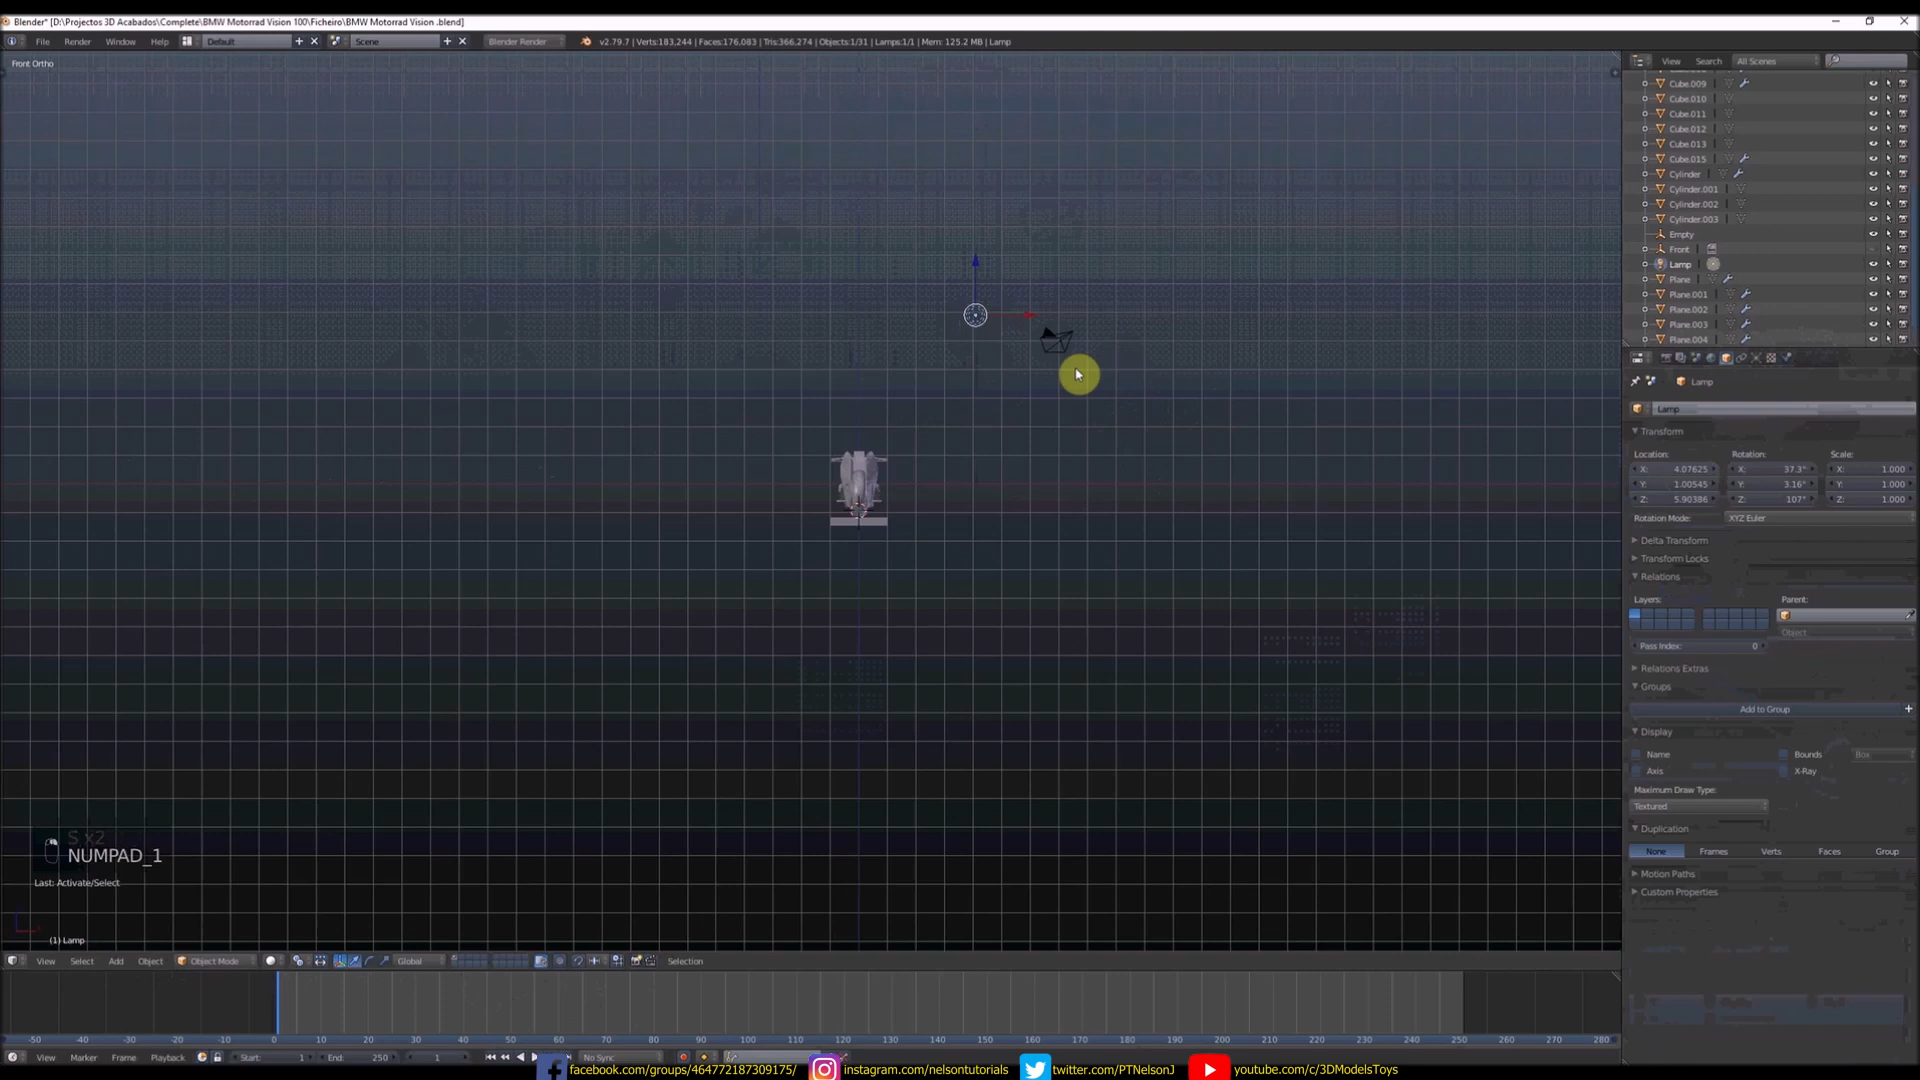 Blender* [D:\Projectos 3D Acabados\Complete\BMW Motorrad Vision 100\Ficheiro\BMW Motorrad Vision .blend]
File Render Window Help Default Scene Blender Render v2.79.7 | Verts:183,244 | Faces:176,083 | Tris:366,274 | Objects:1/31 | Lamps:1/1 | Mem: 125.2 MB | Lamp
Front Ortho
View Search All Scenes
Cube.009
Cube.010
Cube.011
Cube.012
Cube.013
Cube.015
Cylinder
Cylinder.001
Cylinder.002
Cylinder.003
Empty
Front
Lamp
Plane
Plane.001
Plane.002
Plane.003
Plane.004
Lamp
Lamp
Transform
Location: Rotation: Scale:
X: 4.07625 X: 37.3° X: 1.000
Y: 1.00545 Y: 3.16° Y: 1.000
Z: 5.90386 Z: 107° Z: 1.000
Rotation Mode: XYZ Euler
Delta Transform
Transform Locks
Relations
Layers: Parent:
Object
Pass Index: 0
Relations Extras
Groups
Add to Group
Display
Name Bounds Box
Axis X-Ray
Maximum Draw Type:
Textured
Duplication
None Frames Verts Faces Group
Motion Paths
Custom Properties
S x2
NUMPAD_1
Last: Activate/Select
(1) Lamp
View Select Add Object Object Mode Global Selection
-50 -40 -30 -20 -10 0 10 20 30 40 50 60 70 80 90 100 110 120 130 140 150 160 170 180 190 200 210 220 230 240 250 260 270 280
View Marker Frame Playback Start: 1 End: 250 1 No Sync
facebook.com/groups/464772187309175/ instagram.com/nelsontutorials twitter.com/PTNelsonJ youtube.com/c/3DModelsToys